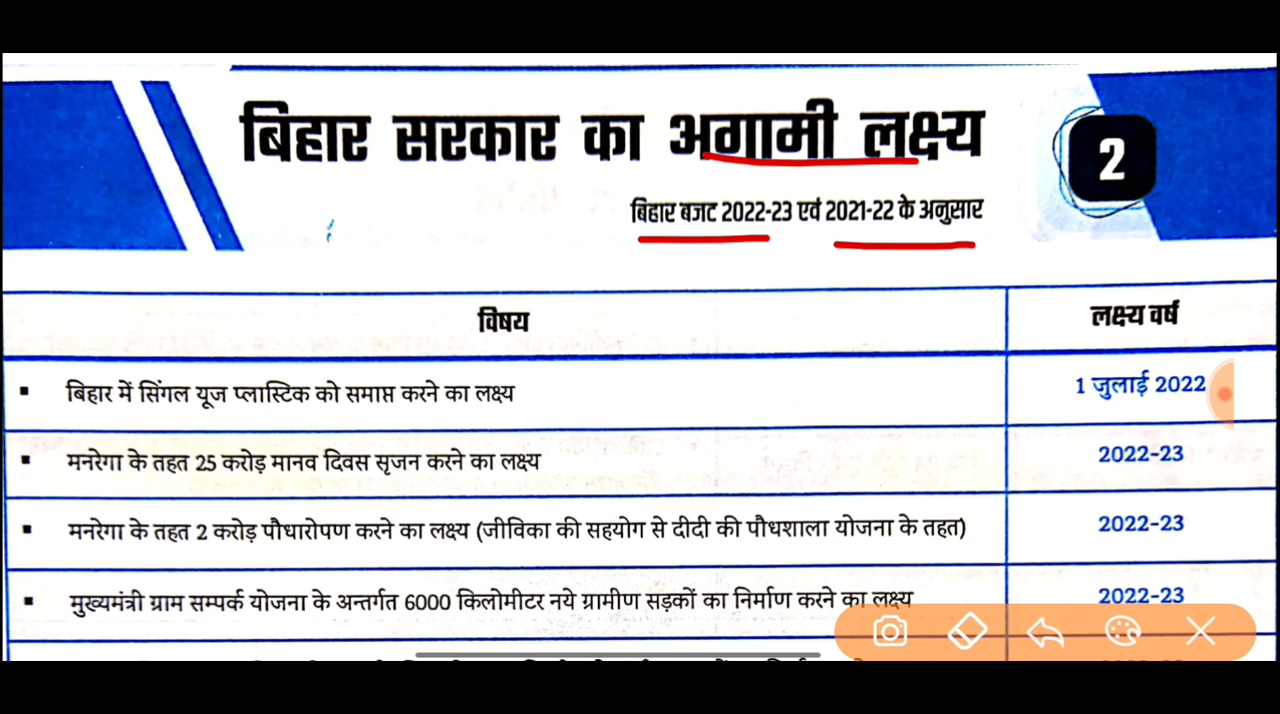 बिहार सरकार का अगामी लक्ष्य
2
बिहार बजट 2022-23 एवं 2021-22 के अनुसार
विषय
लक्ष्य वर्ष
▪ बिहार में सिंगल यूज प्लास्टिक को समाप्त करने का लक्ष्य
1 जुलाई 2022
▪ मनरेगा के तहत 25 करोड़ मानव दिवस सृजन करने का लक्ष्य
2022-23
▪ मनरेगा के तहत 2 करोड़ पौधारोपण करने का लक्ष्य (जीविका की सहयोग से दीदी की पौधशाला योजना के तहत)
2022-23
▪ मुख्यमंत्री ग्राम सम्पर्क योजना के अन्तर्गत 6000 किलोमीटर नये ग्रामीण सड़कों का निर्माण करने का लक्ष्य
2022-23